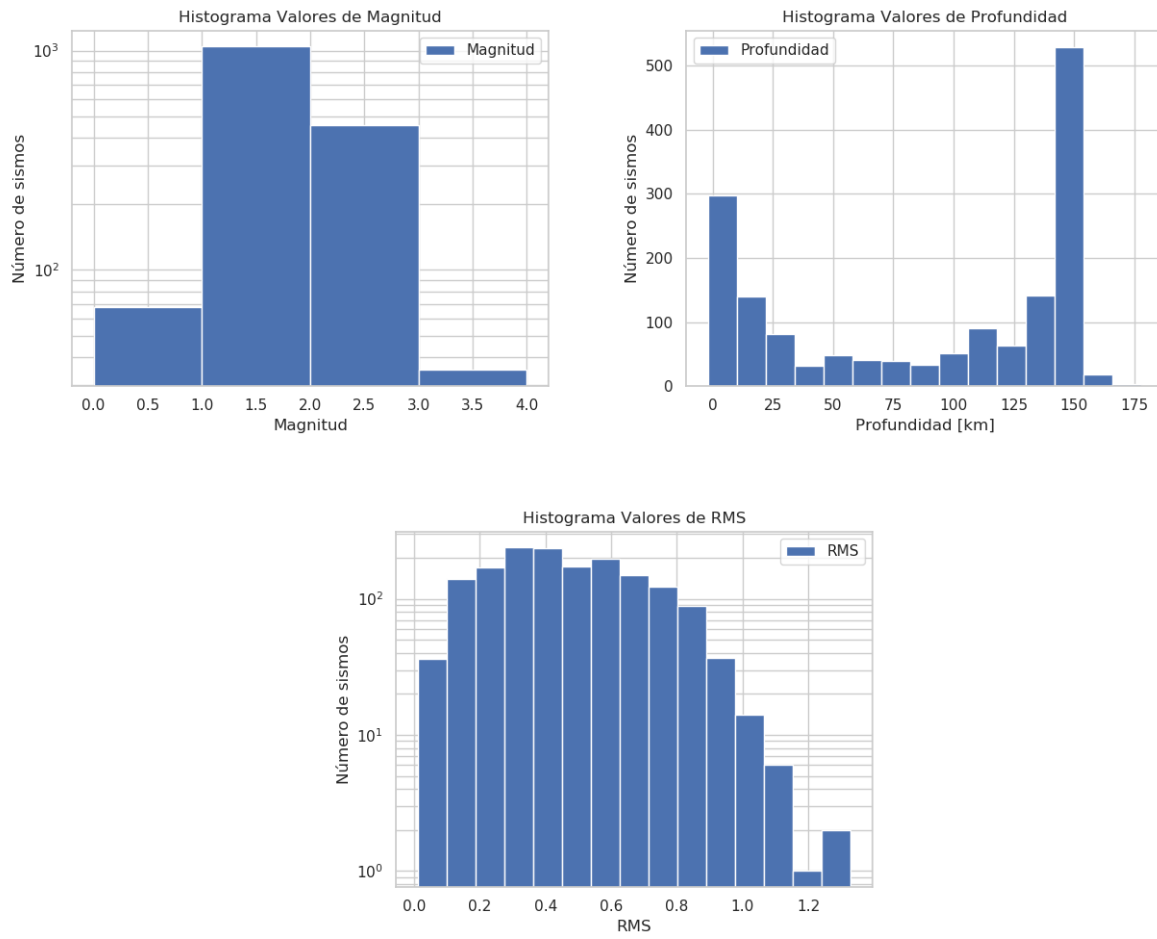 Histograma Valores de Magnitud
Magnitud
Número de sismos
10³
10²
0.0 0.5 1.0 1.5 2.0 2.5 3.0 3.5 4.0
Magnitud
Histograma Valores de Profundidad
Profundidad
Número de sismos
500
400
300
200
100
0
0 25 50 75 100 125 150 175
Profundidad [km]
Histograma Valores de RMS
RMS
Número de sismos
10²
10¹
10⁰
0.0 0.2 0.4 0.6 0.8 1.0 1.2
RMS